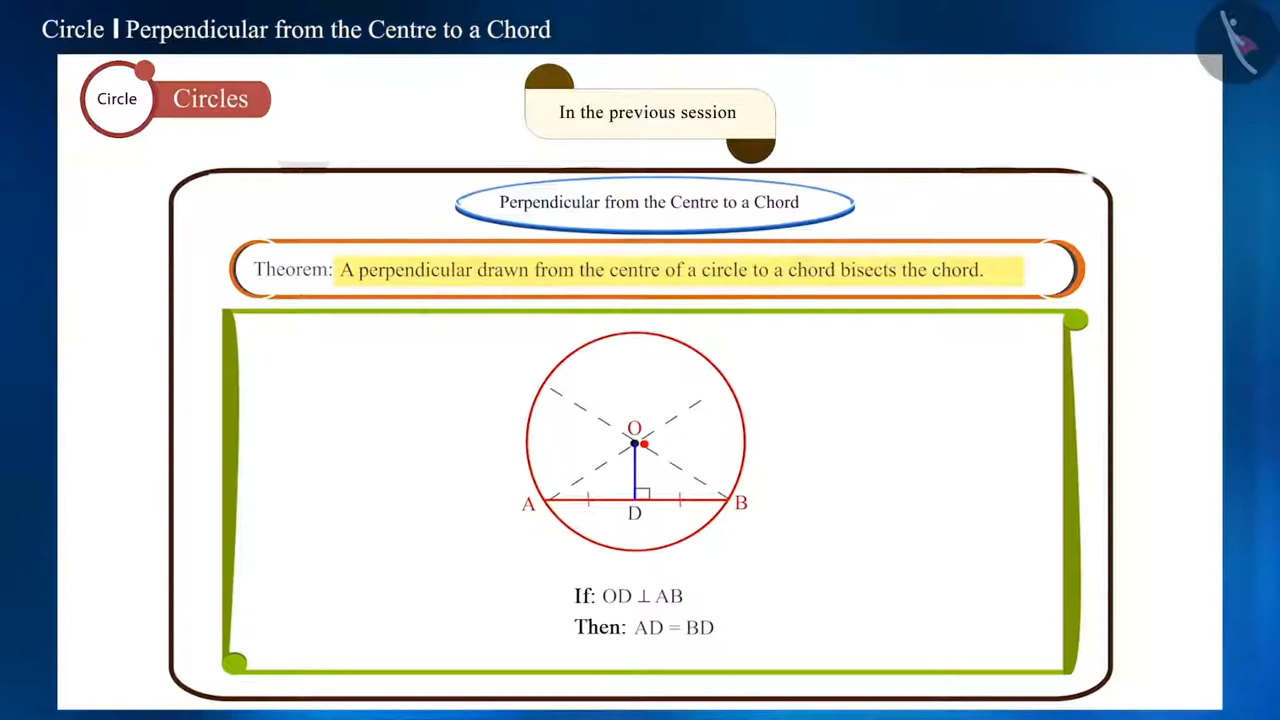 Circle I Perpendicular from the Centre to a Chord
Circle
Circles
In the previous session
Perpendicular from the Centre to a Chord
Theorem: A perpendicular drawn from the centre of a circle to a chord bisects the chord.
O
A
B
D
If: OD ⊥ AB
Then: AD = BD